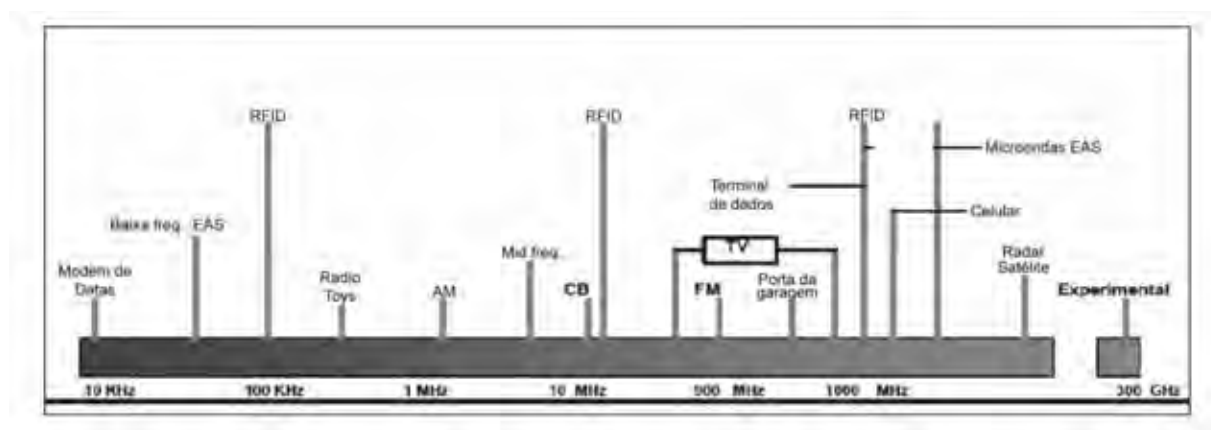 RFID
RFID
RFID
Microondas EAS
Terminal
de dados
Baixa freq. EAS
Celular
TV
Mid freq.
Radar
Satélite
Modem de
Datas
Radio
Toys
AM
CB
FM
Porta da
garagem
Experimental
10 KHz
100 KHz
1 MHz
10 MHz
500 MHz
1000 MHz
300 GHz